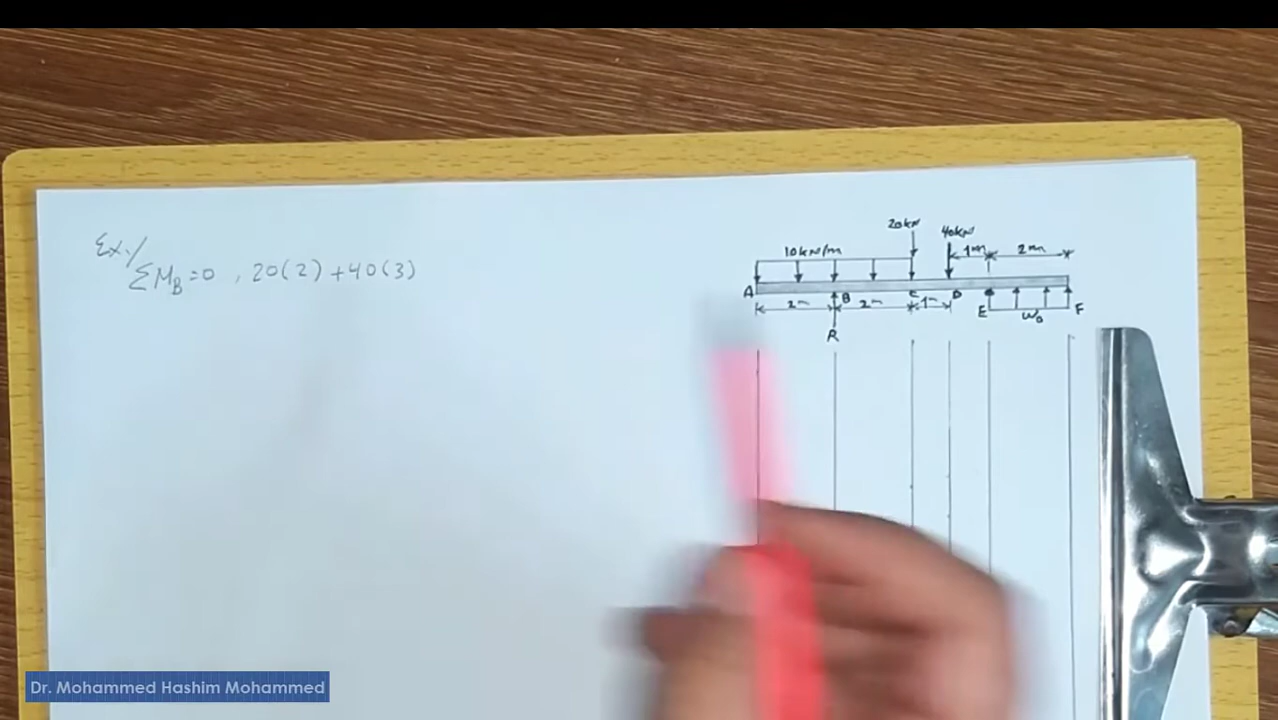 Ex./
ΣM_B=0 , 20(2)+40(3)
20kN
40kN
10kN/m
1m
2m
A
B
C
D
E
F
2m
2m
1m
W₀
R
Dr. Mohammed Hashim Mohammed